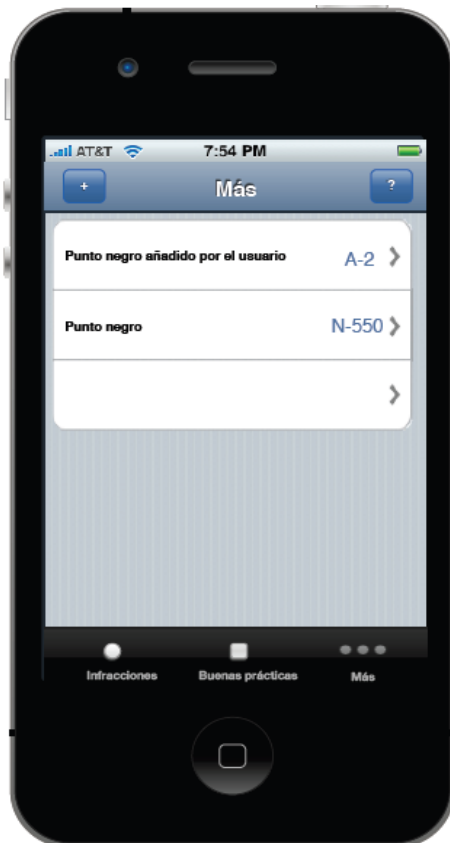 AT&T 7:54 PM
+ Más ?
Punto negro añadido por el usuario A-2
Punto negro N-550
Infracciones Buenas prácticas Más